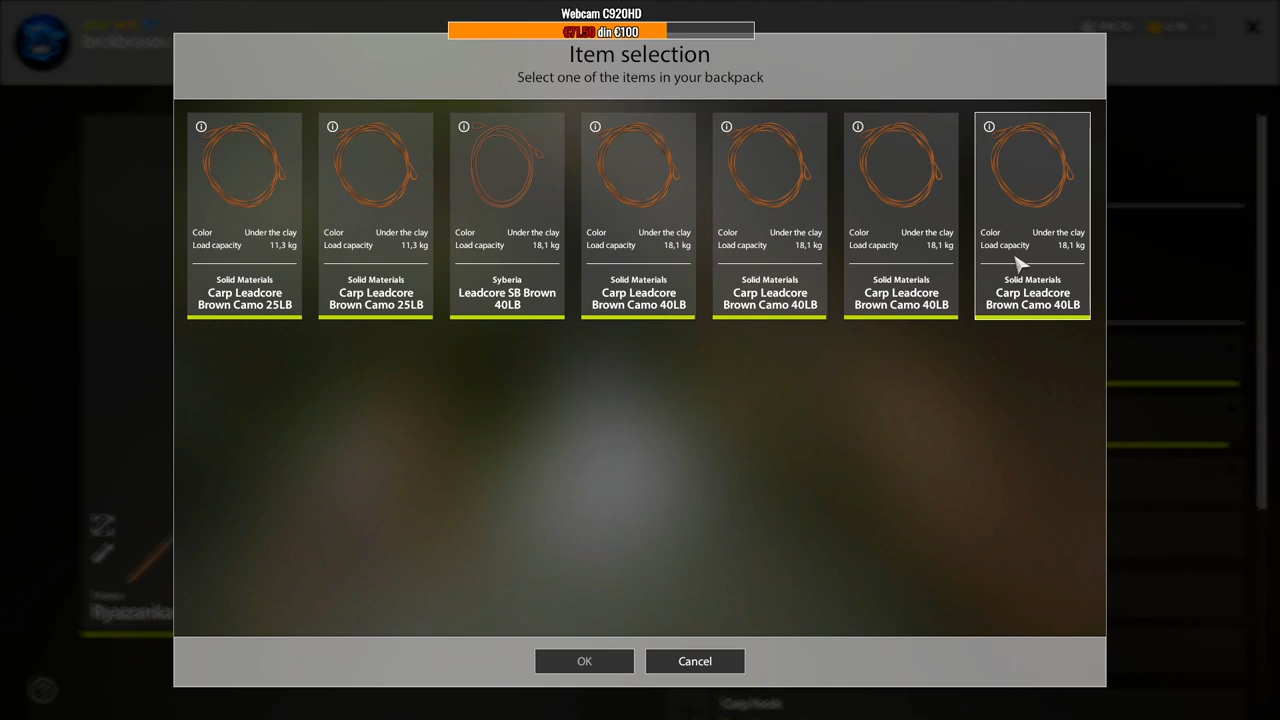 Webcam C920HD
€71.50 din €100
Item selection
Select one of the items in your backpack
Color Under the clay
Load capacity 11,3 kg
Solid Materials
Carp Leadcore
Brown Camo 25LB
Color Under the clay
Load capacity 11,3 kg
Solid Materials
Carp Leadcore
Brown Camo 25LB
Color Under the clay
Load capacity 18,1 kg
Syberia
Leadcore SB Brown
40LB
Color Under the clay
Load capacity 18,1 kg
Solid Materials
Carp Leadcore
Brown Camo 40LB
Color Under the clay
Load capacity 18,1 kg
Solid Materials
Carp Leadcore
Brown Camo 40LB
Color Under the clay
Load capacity 18,1 kg
Solid Materials
Carp Leadcore
Brown Camo 40LB
Color Under the clay
Load capacity 18,1 kg
Solid Materials
Carp Leadcore
Brown Camo 40LB
OK
Cancel
Carp hook